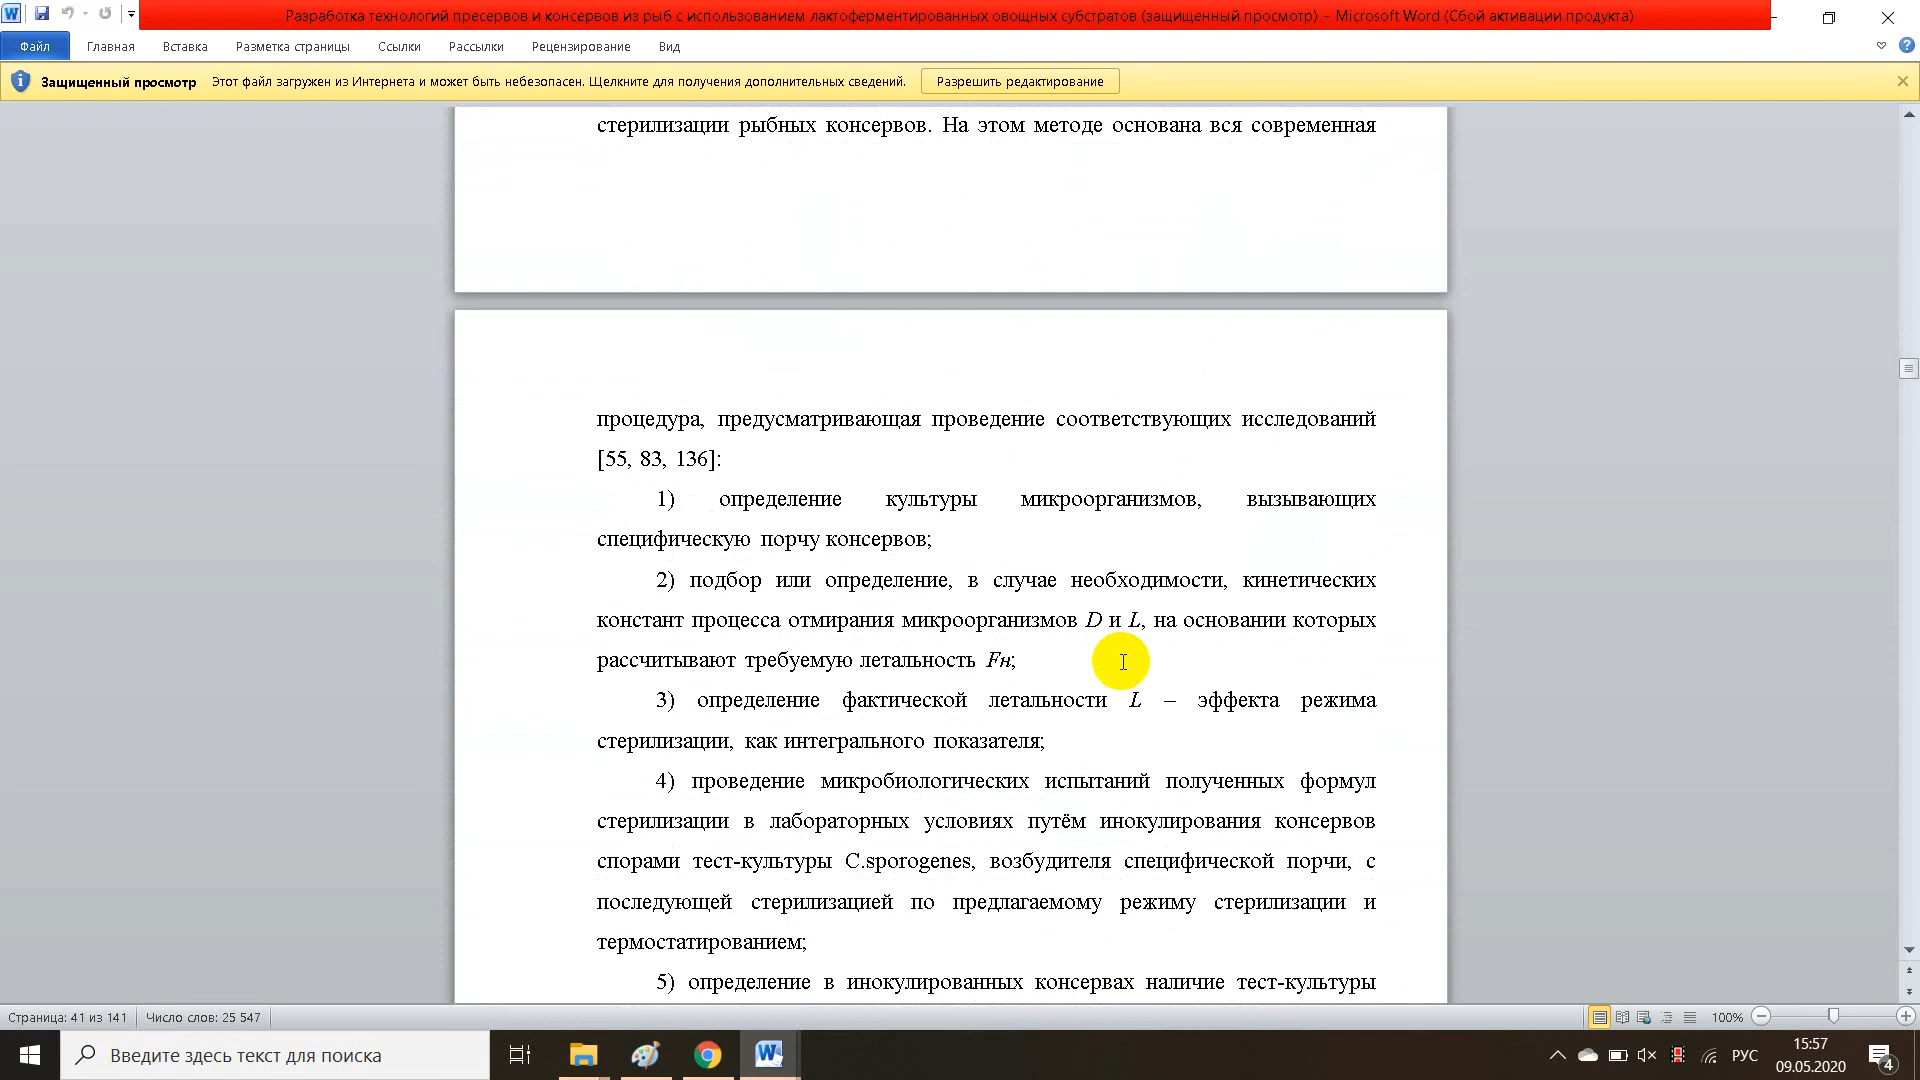 Разработка технологий пресервов и консервов из рыб с использованием лактоферментированных овощных субстратов (защищенный просмотр) - Microsoft Word (Сбой активации продукта)
Файл Главная Вставка Разметка страницы Ссылки Рассылки Рецензирование Вид
Защищенный просмотр Этот файл загружен из Интернета и может быть небезопасен. Щелкните для получения дополнительных сведений. Разрешить редактирование
стерилизации рыбных консервов. На этом методе основана вся современная
процедура, предусматривающая проведение соответствующих исследований
[55, 83, 136]:
1) определение культуры микроорганизмов, вызывающих
специфическую порчу консервов;
2) подбор или определение, в случае необходимости, кинетических
констант процесса отмирания микроорганизмов D и L, на основании которых
рассчитывают требуемую летальность Fн;
3) определение фактической летальности L – эффекта режима
стерилизации, как интегрального показателя;
4) проведение микробиологических испытаний полученных формул
стерилизации в лабораторных условиях путём инокулирования консервов
спорами тест-культуры C.sporogenes, возбудителя специфической порчи, с
последующей стерилизацией по предлагаемому режиму стерилизации и
термостатированием;
5) определение в инокулированных консервах наличие тест-культуры
Страница: 41 из 141 Число слов: 25 547 100%
Введите здесь текст для поиска
РУС
15:57
09.05.2020
4